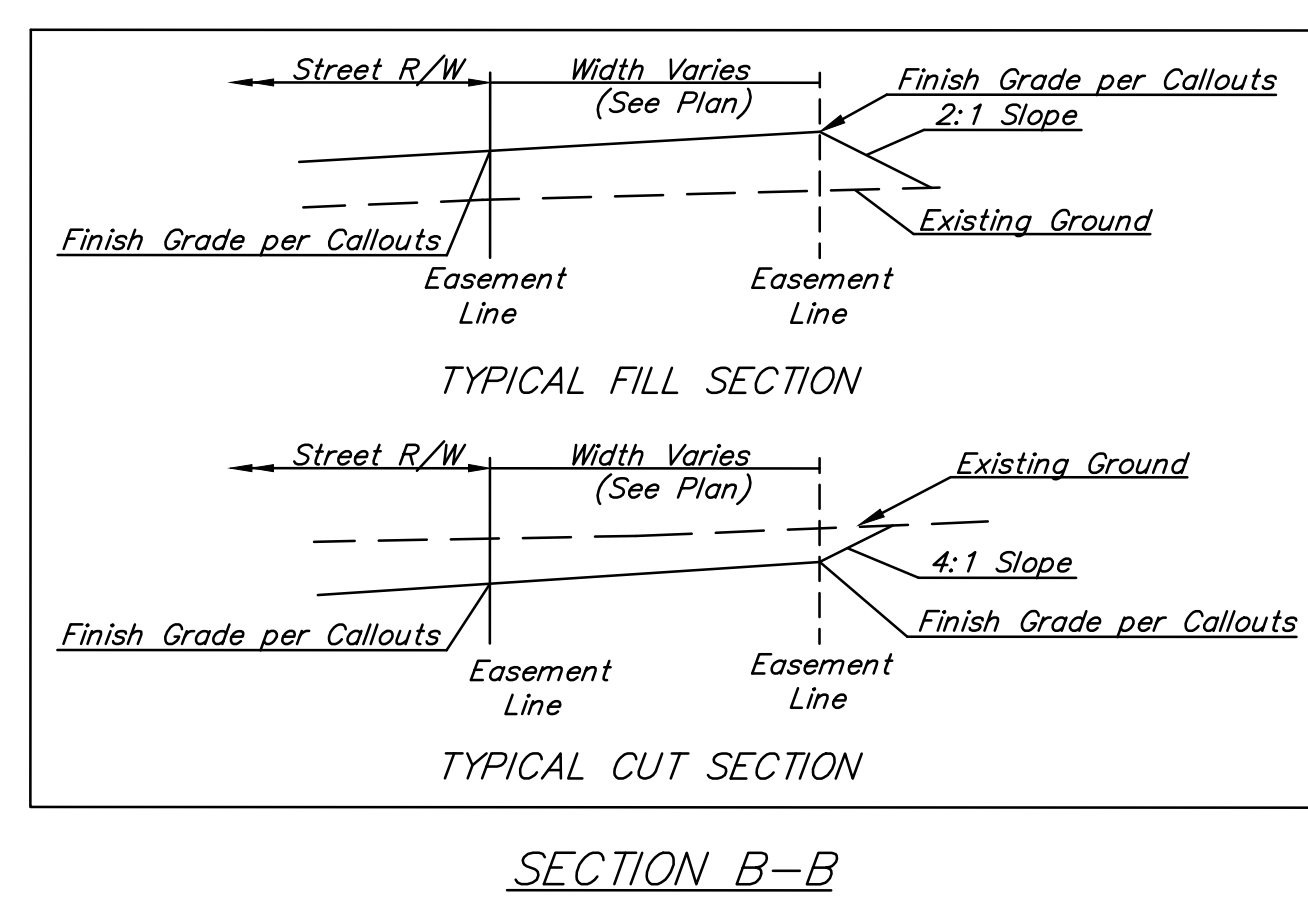 Street R/W
Width Varies
(See Plan)
Finish Grade per Callouts
2:1 Slope
Existing Ground
Finish Grade per Callouts
Easement
Line
Easement
Line
TYPICAL FILL SECTION
Street R/W
Width Varies
(See Plan)
Existing Ground
4:1 Slope
Finish Grade per Callouts
Finish Grade per Callouts
Easement
Line
Easement
Line
TYPICAL CUT SECTION
SECTION B-B